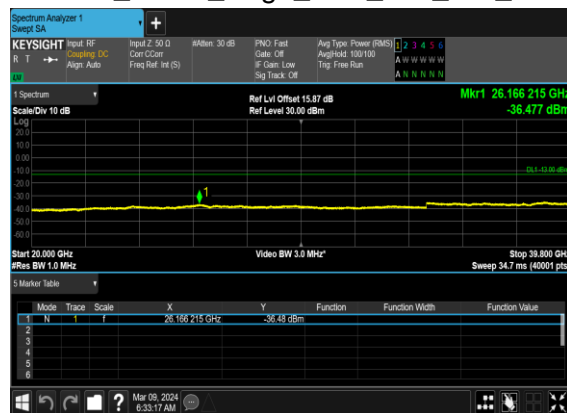 Spectrum Analyzer 1
Swept SA
+
KEYSIGHT Input: RF Input Z: 50 Ω #Atten: 30 dB PNO: Fast Avg Type: Power (RMS) 1 2 3 4 5 6
R T Coupling: DC Corr CCorr Gate: Off Avg|Hold: 100/100 A W W W W W
Align: Auto Freq Ref: Int (S) IF Gain: Low Trig: Free Run
Sig Track: Off A N N N N N
1 Spectrum Ref Lvl Offset 15.87 dB Mkr1 26.166 215 GHz
Scale/Div 10 dB Ref Level 30.00 dBm -36.477 dBm
Log
20.0
10.0
0.00
-10.0 DL1 -13.00 dBm
-20.0
-30.0 1
-40.0
-50.0
-60.0
Start 20.000 GHz Video BW 3.0 MHz* Stop 39.800 GHz
#Res BW 1.0 MHz Sweep 34.7 ms (40001 pts)
5 Marker Table
Mode Trace Scale X Y Function Function Width Function Value
1 N 1 f 26.166 215 GHz -36.48 dBm
2
3
4
5
6
? Mar 09, 2024
6:33:17 AM